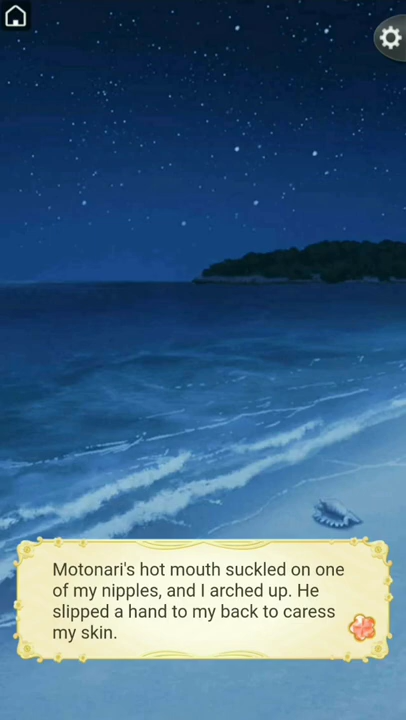 Motonari's hot mouth suckled on one
of my nipples, and I arched up. He
slipped a hand to my back to caress
my skin.